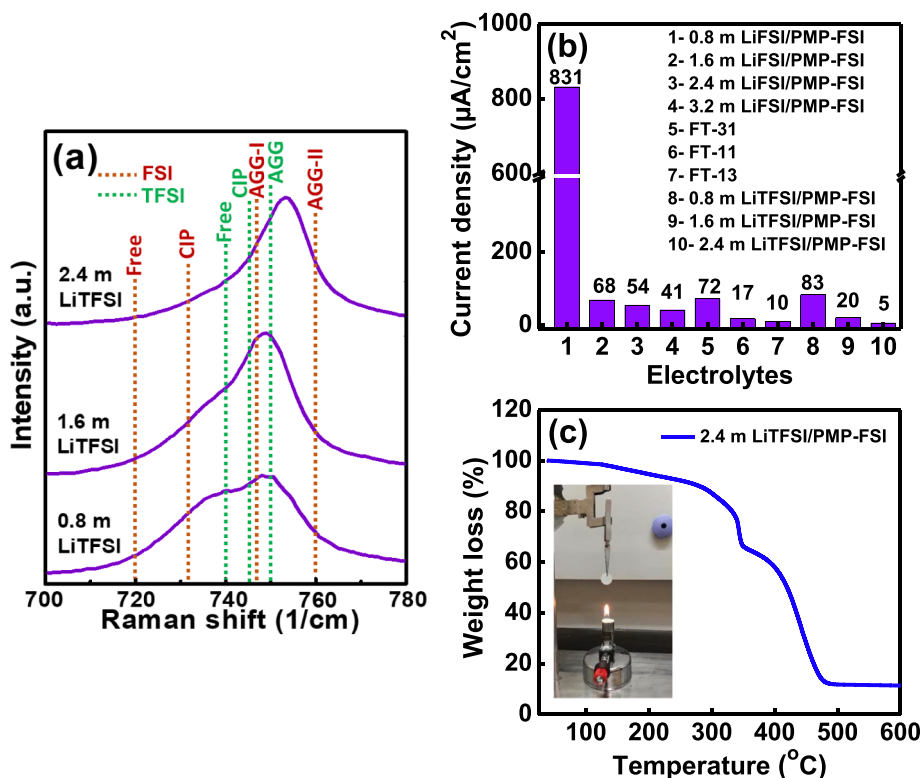 (a)
FSI
TFSI
Free
CIP
Free
CIP
AGG-I
AGG
AGG-II
2.4 m
LiTFSI
1.6 m
LiTFSI
0.8 m
LiTFSI
Intensity (a.u.)
700 720 740 760 780
Raman shift (1/cm)
(b)
1- 0.8 m LiFSI/PMP-FSI
2- 1.6 m LiFSI/PMP-FSI
3- 2.4 m LiFSI/PMP-FSI
4- 3.2 m LiFSI/PMP-FSI
5- FT-31
6- FT-11
7- FT-13
8- 0.8 m LiTFSI/PMP-FSI
9- 1.6 m LiTFSI/PMP-FSI
10- 2.4 m LiTFSI/PMP-FSI
Current density (µA/cm²)
1000
800
600
200
0
831 68 54 41 72 17 10 83 20 5
1 2 3 4 5 6 7 8 9 10
Electrolytes
(c)
2.4 m LiTFSI/PMP-FSI
Weight loss (%)
120
100
80
60
40
20
0
100 200 300 400 500 600
Temperature (°C)